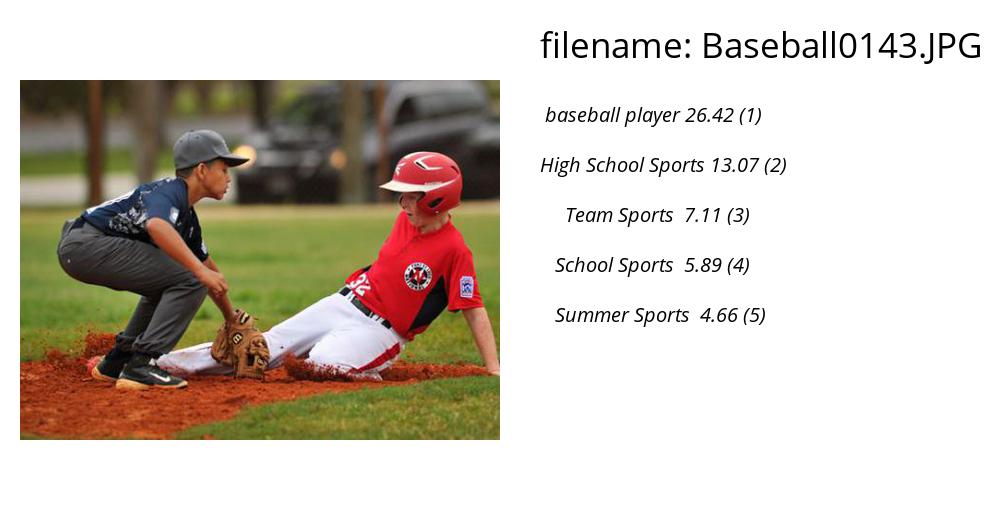 filename: Baseball0143.JPG
baseball player 26.42 (1)
High School Sports 13.07 (2)
Team Sports 7.11 (3)
School Sports 5.89 (4)
Summer Sports 4.66 (5)